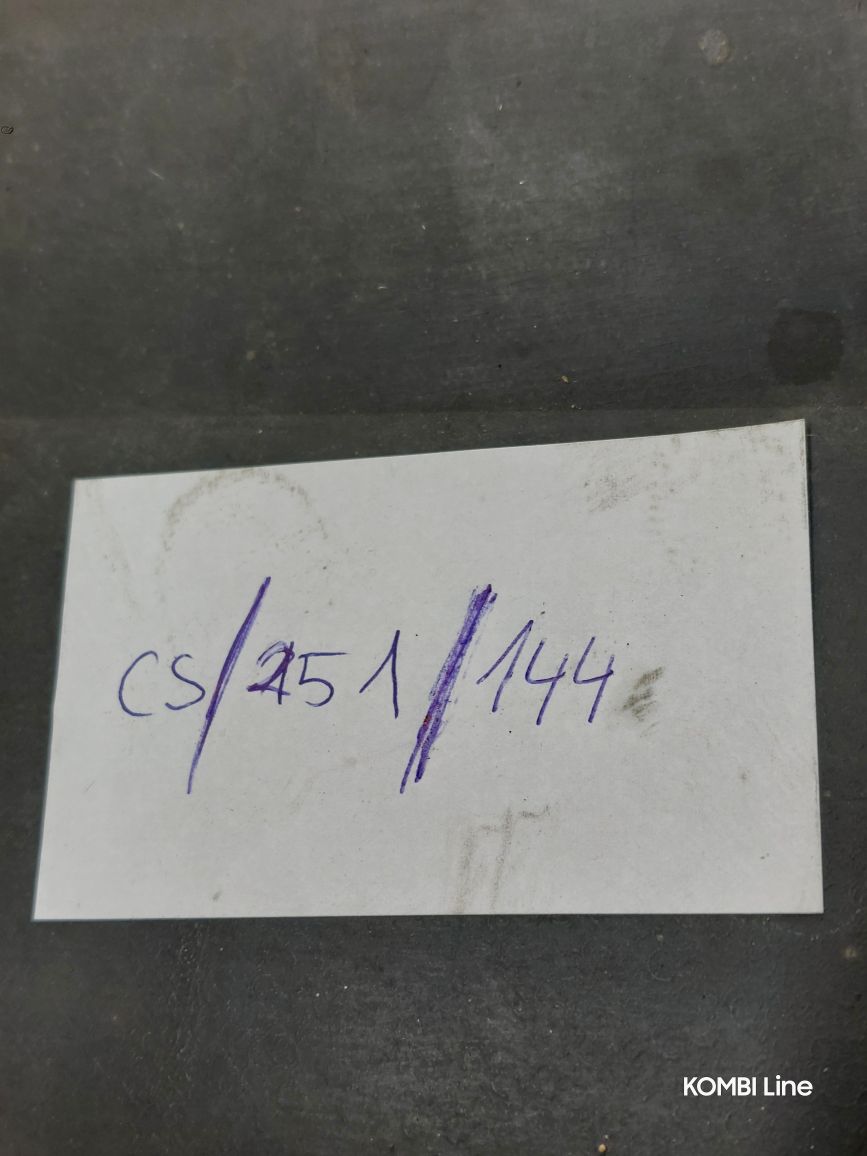 CS/251/144
KOMBI Line